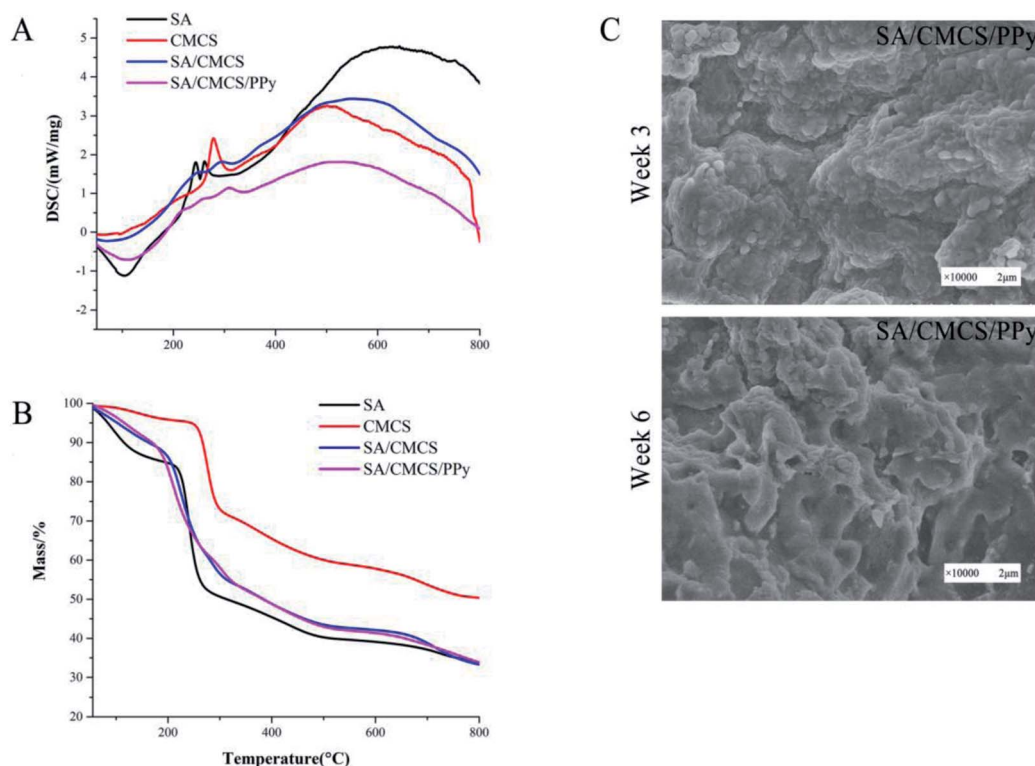 A
SA
CMCS
SA/CMCS
SA/CMCS/PPy
DSC/(mW/mg)
5
4
3
2
1
0
-1
-2
200
400
600
800
B
SA
CMCS
SA/CMCS
SA/CMCS/PPy
Mass/%
100
90
80
70
60
50
40
30
20
200
400
600
800
Temperature(°C)
C
SA/CMCS/PPy
Week 3
×10000 2μm
SA/CMCS/PPy
Week 6
×10000 2μm